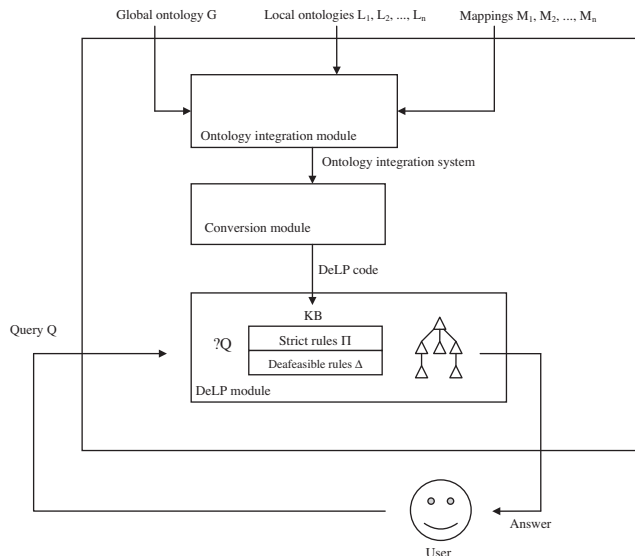 Global ontology G
Local ontologies L1, L2, ..., Ln
Mappings M1, M2, ..., Mn
Ontology integration module
Ontology integration system
Conversion module
DeLP code
KB
Query Q
?Q
Strict rules Π
Deafeasible rules Δ
DeLP module
Answer
User